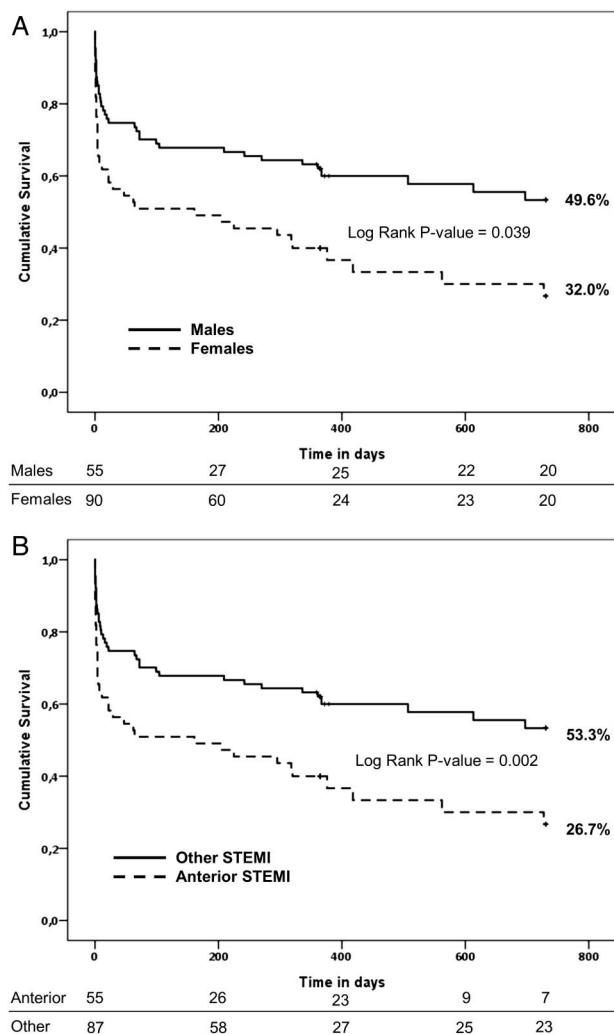 A
1,0
0,8
0,6
0,4
0,2
0,0
Cumulative Survival
49.6%
Log Rank P-value = 0.039
32.0%
Males
Females
0 200 400 600 800
Time in days
Males 55 27 25 22 20
Females 90 60 24 23 20
B
1,0
0,8
0,6
0,4
0,2
0,0
Cumulative Survival
53.3%
Log Rank P-value = 0.002
26.7%
Other STEMI
Anterior STEMI
0 200 400 600 800
Time in days
Anterior 55 26 23 9 7
Other 87 58 27 25 23